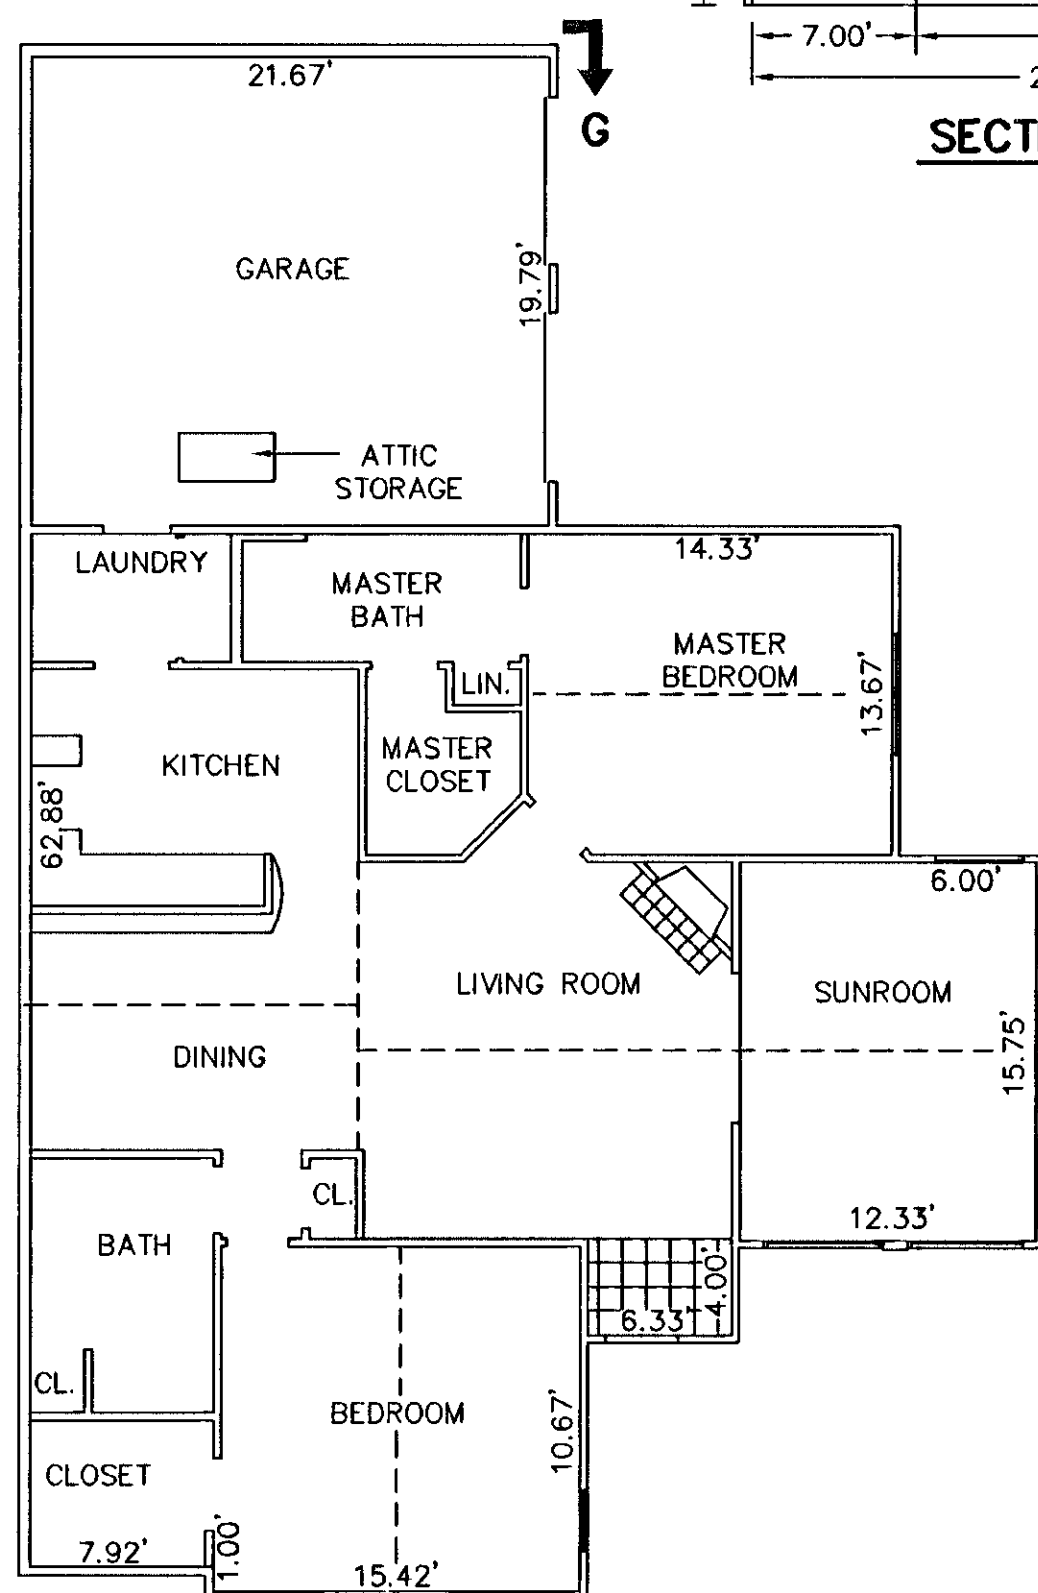 7.00'
2
SECTI
21.67'
G
GARAGE
19.79'
ATTIC
STORAGE
LAUNDRY
14.33'
MASTER
BATH
MASTER
BEDROOM
LIN.
13.67'
MASTER
CLOSET
KITCHEN
62.88'
6.00'
LIVING ROOM
SUNROOM
15.75'
DINING
CL.
BATH
12.33'
4.00'
6.33'
CL.
BEDROOM
10.67'
CLOSET
7.92'
1.00'
15.42'